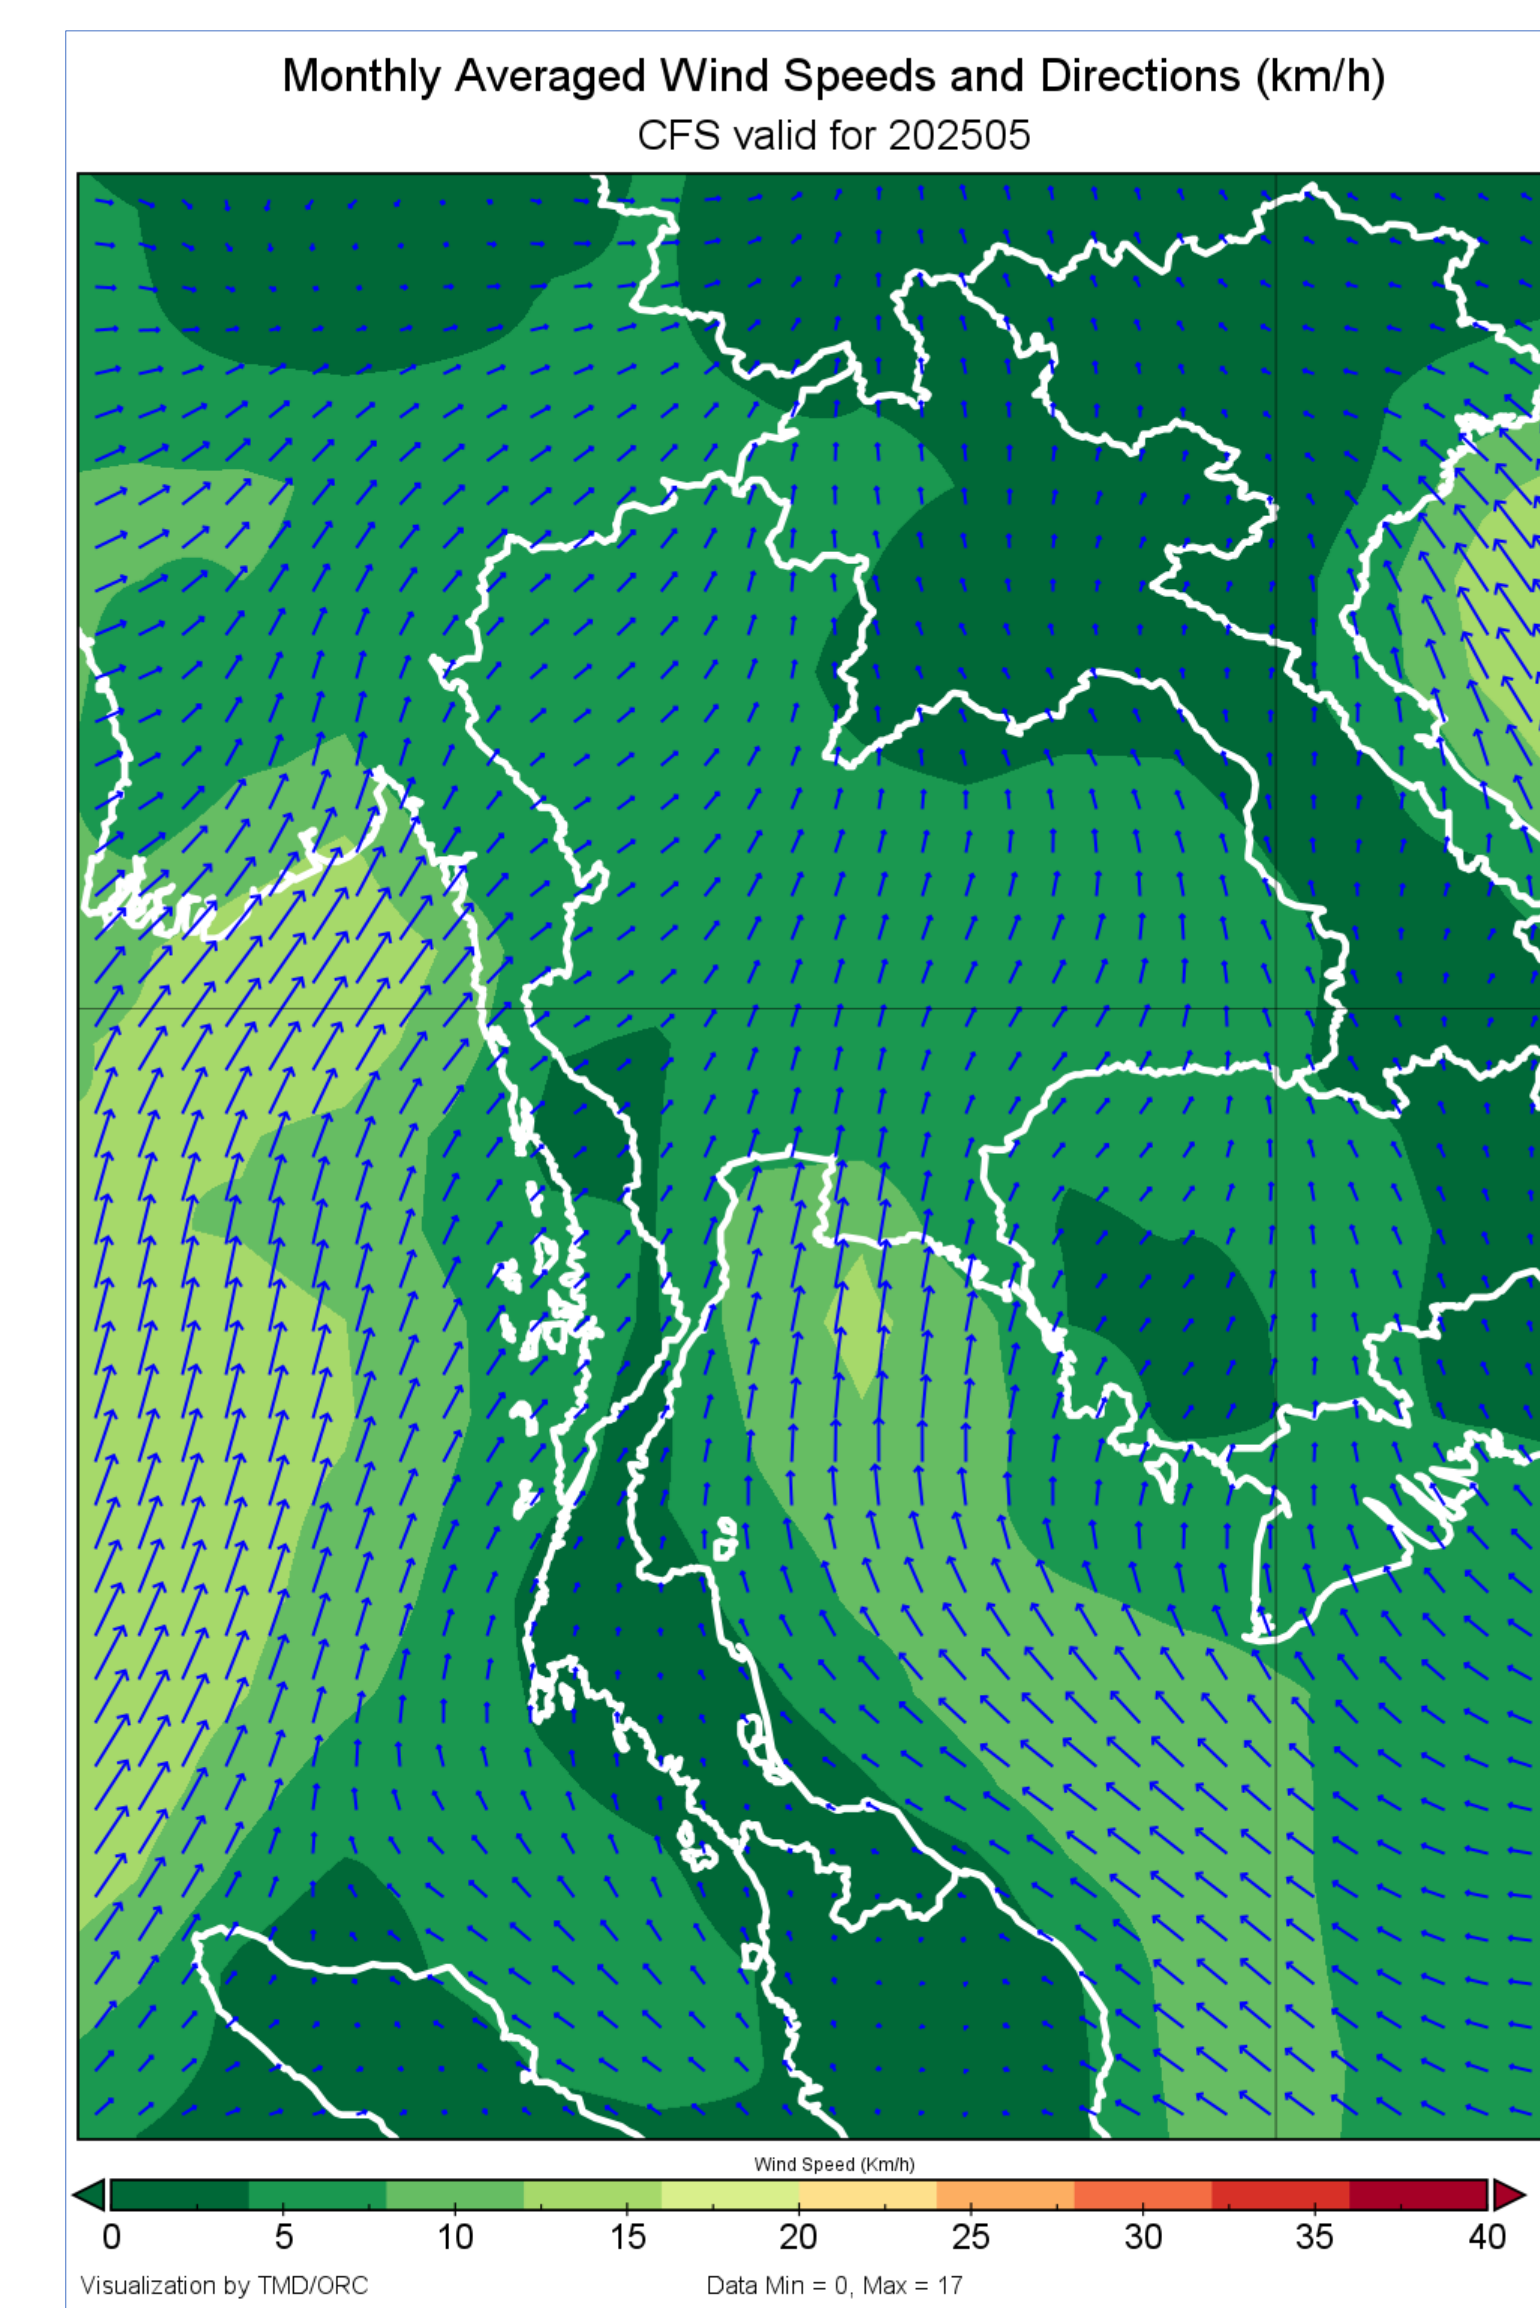 Monthly Averaged Wind Speeds and Directions (km/h)
CFS valid for 202505
Wind Speed (Km/h)
0 5 10 15 20 25 30 35 40
Visualization by TMD/ORC Data Min = 0, Max = 17